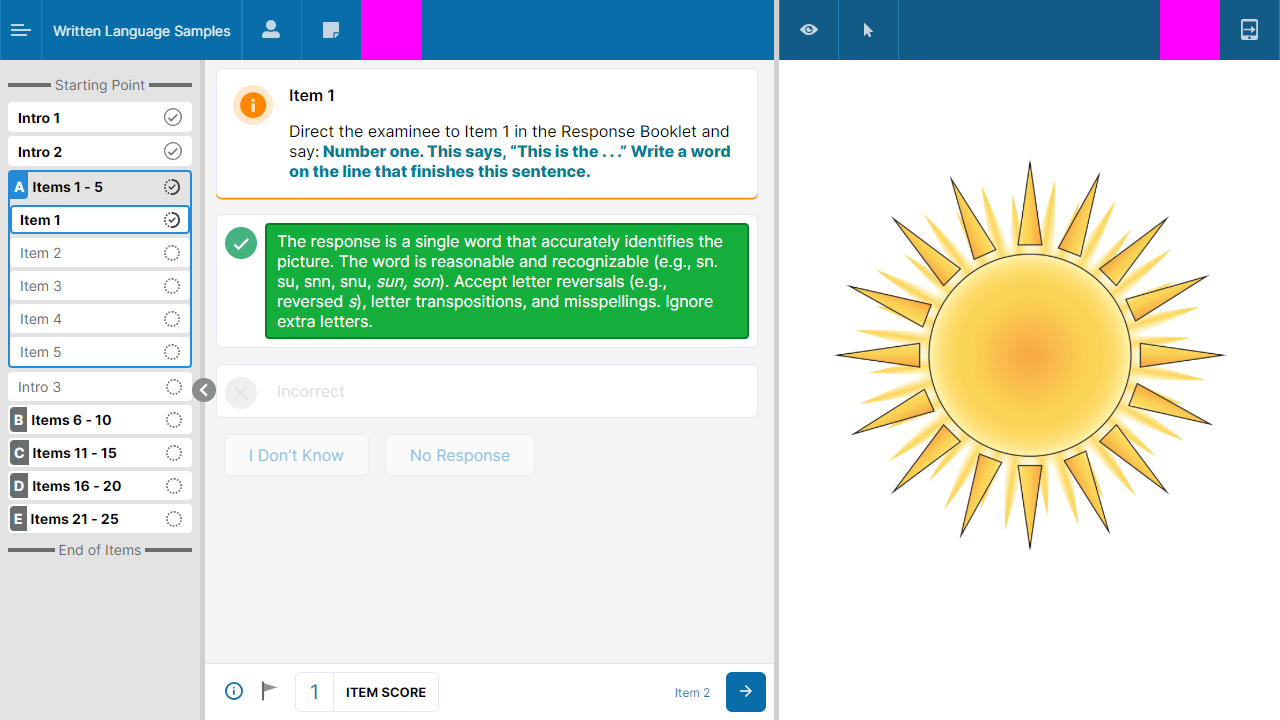 Written Language Samples
Starting Point
Intro 1
Intro 2
A Items 1 - 5
Item 1
Item 2
Item 3
Item 4
Item 5
Intro 3
B Items 6 - 10
C Items 11 - 15
D Items 16 - 20
E Items 21 - 25
End of Items
Item 1
Direct the examinee to Item 1 in the Response Booklet and
say: Number one. This says, “This is the . . .” Write a word
on the line that finishes this sentence.
The response is a single word that accurately identifies the
picture. The word is reasonable and recognizable (e.g., sn.
su, snn, snu, sun, son). Accept letter reversals (e.g.,
reversed s), letter transpositions, and misspellings. Ignore
extra letters.
Incorrect
I Don’t Know
No Response
1 ITEM SCORE
Item 2